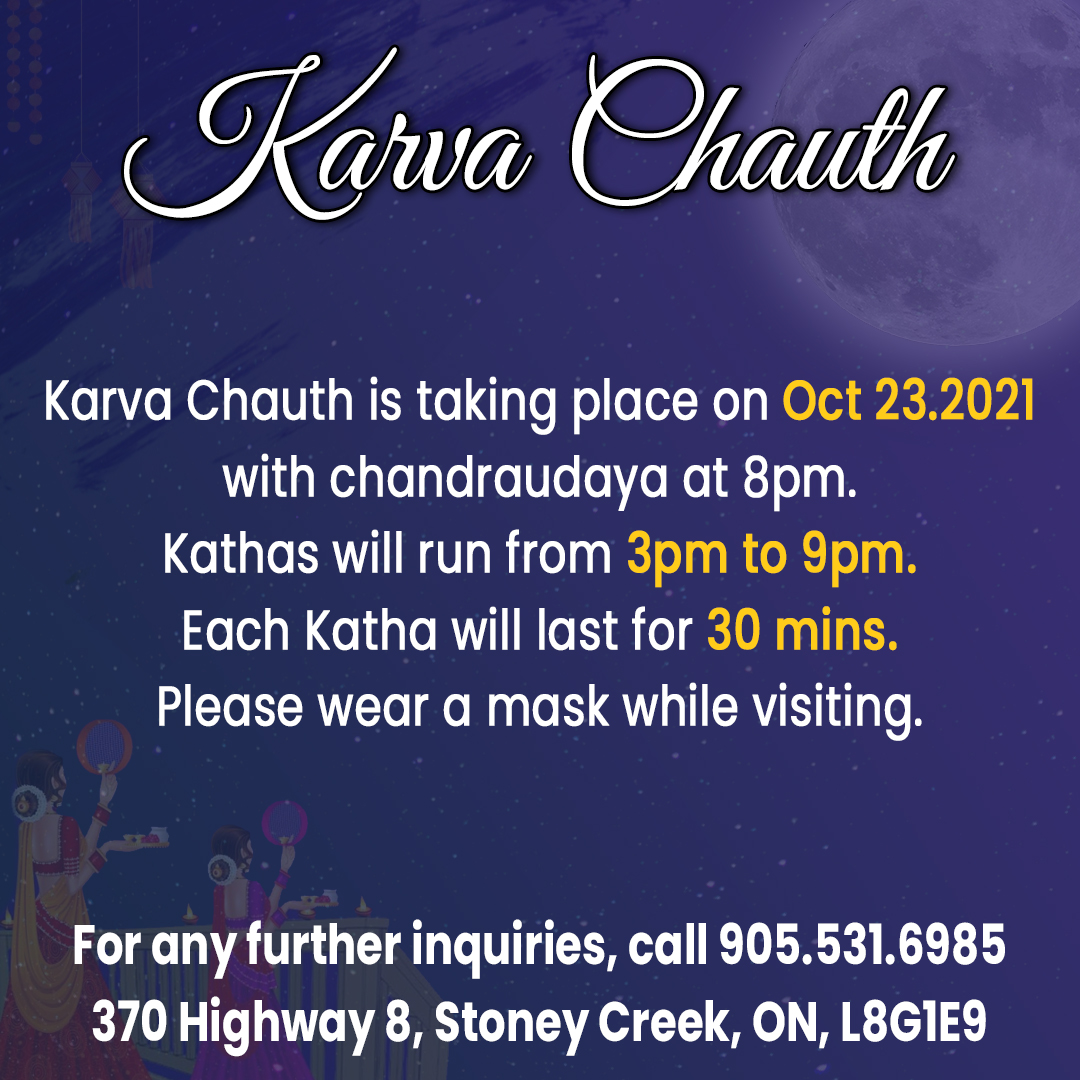 Karva Chauth
Karva Chauth is taking place on Oct 23.2021
with chandraudaya at 8pm.
Kathas will run from 3pm to 9pm.
Each Katha will last for 30 mins.
Please wear a mask while visiting.
For any further inquiries, call 905.531.6985
370 Highway 8, Stoney Creek, ON, L8G1E9